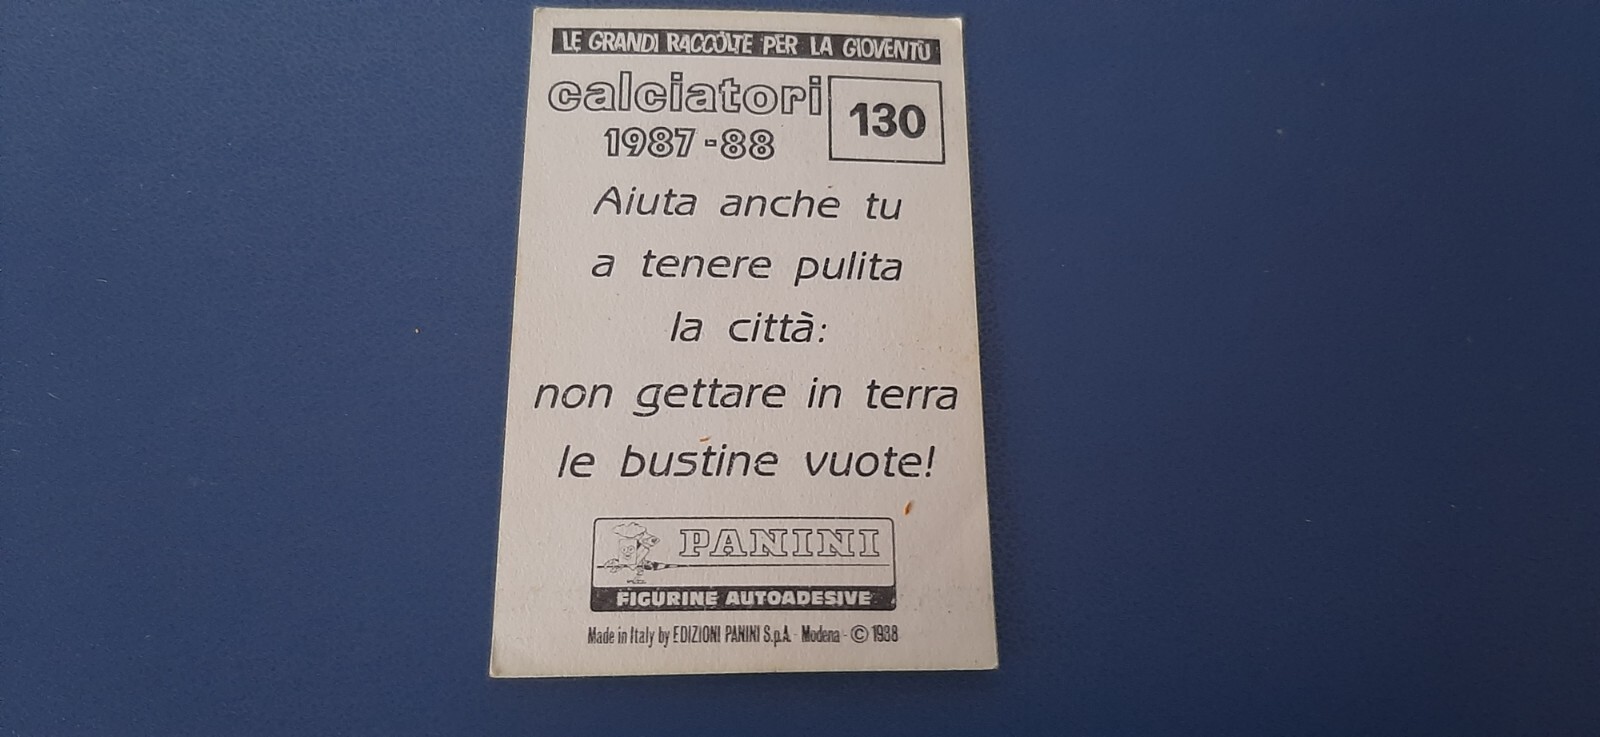 LE GRANDI RACCOLTE PER LA GIOVENTÙ
calciatori
1987-88
130
Aiuta anche tu
a tenere pulita
la città:
non gettare in terra
le bustine vuote!
PANINI
FIGURINE AUTOADESIVE
Made in Italy by EDIZIONI PANINI S.p.A. - Modena - © 1988